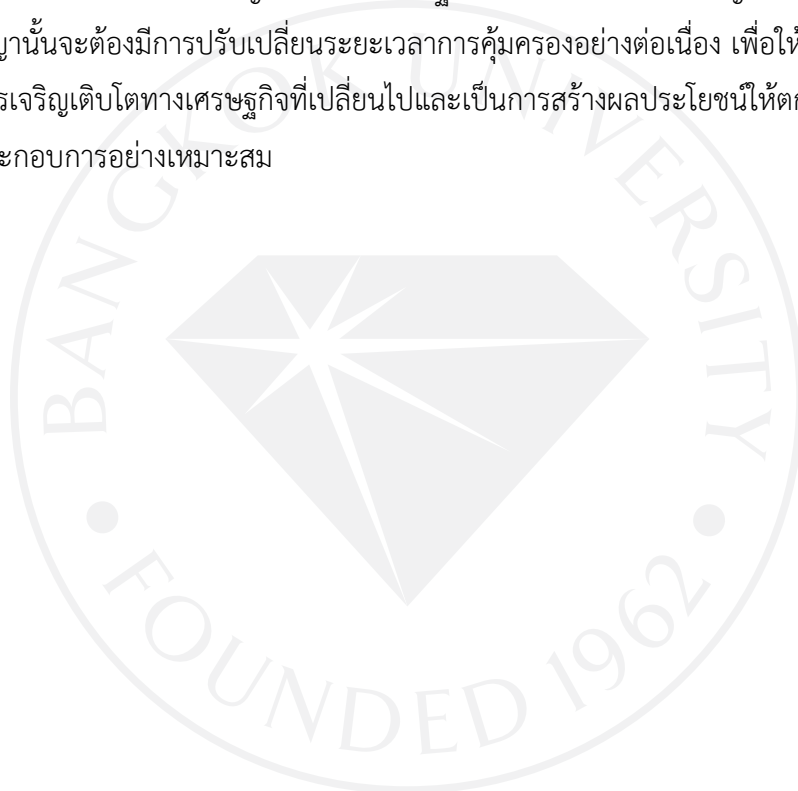 ญานั้นจะต้องมีการปรับเปลี่ยนระยะเวลาการคุ้มครองอย่างต่อเนื่อง เพื่อให้
รเจริญเติบโตทางเศรษฐกิจที่เปลี่ยนไปและเป็นการสร้างผลประโยชน์ให้ตก
ะกอบการอย่างเหมาะสม
BANGKOK UNIVERSITY
FOUNDED 1962